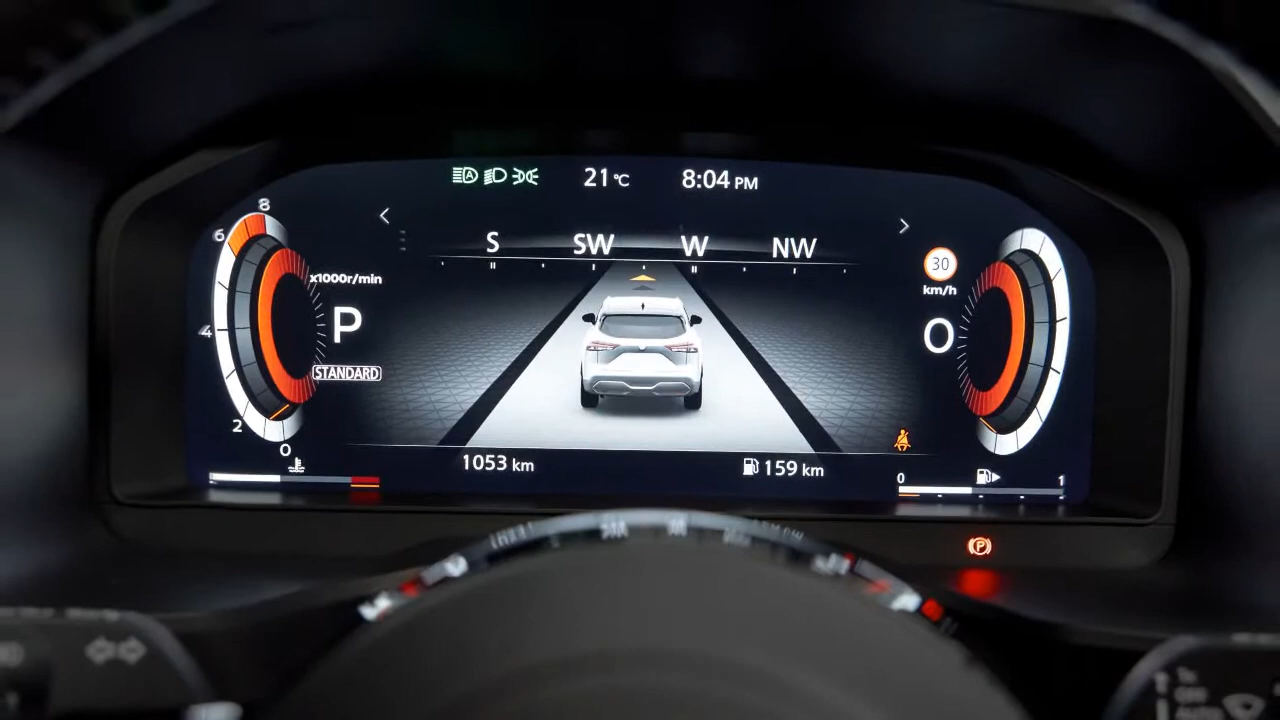 21°C 8:04 PM
8
6
4
2
0
x1000r/min
P
STANDARD
S SW W NW
30
km/h
0
1053 km
159 km
0 1
P